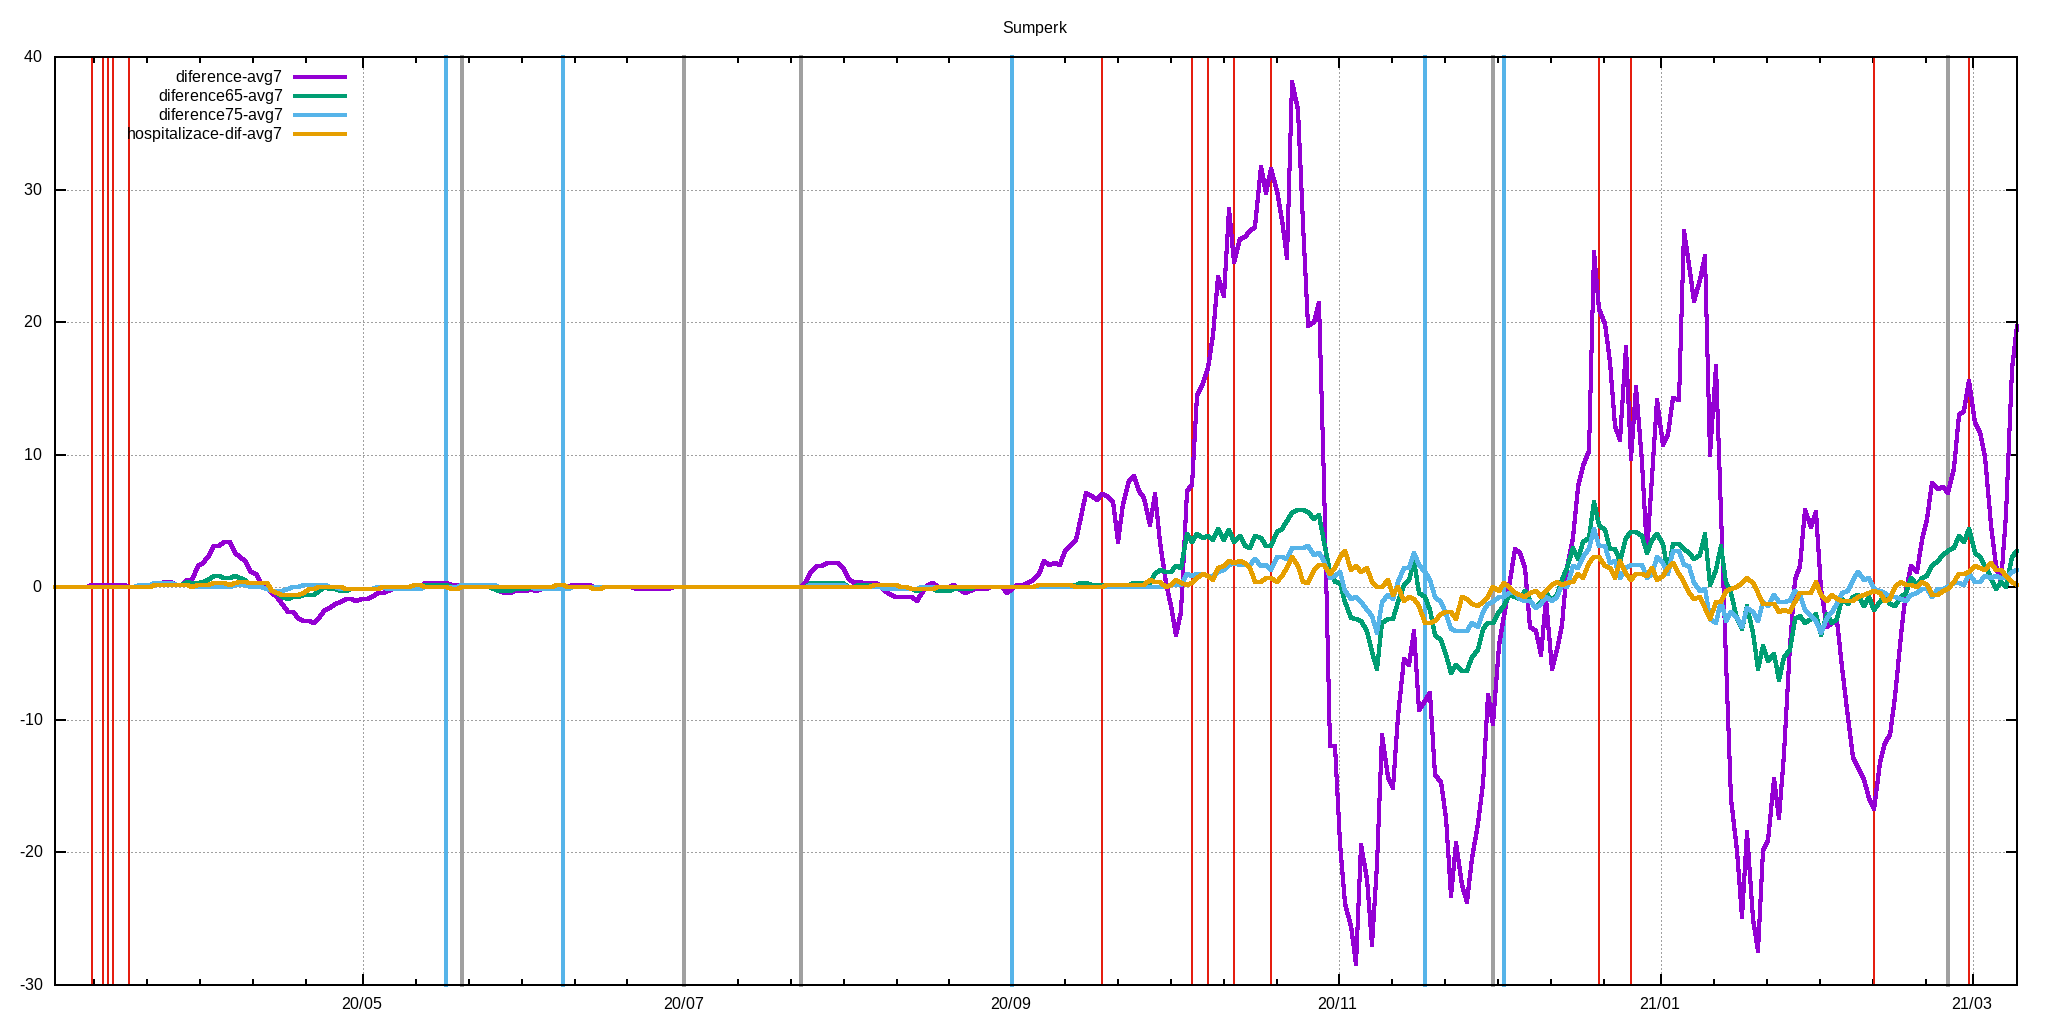 Sumperk
diference-avg7
diference65-avg7
diference75-avg7
hospitalizace-dif-avg7
40
30
20
10
0
-10
-20
-30
20/05 20/07 20/09 20/11 21/01 21/03